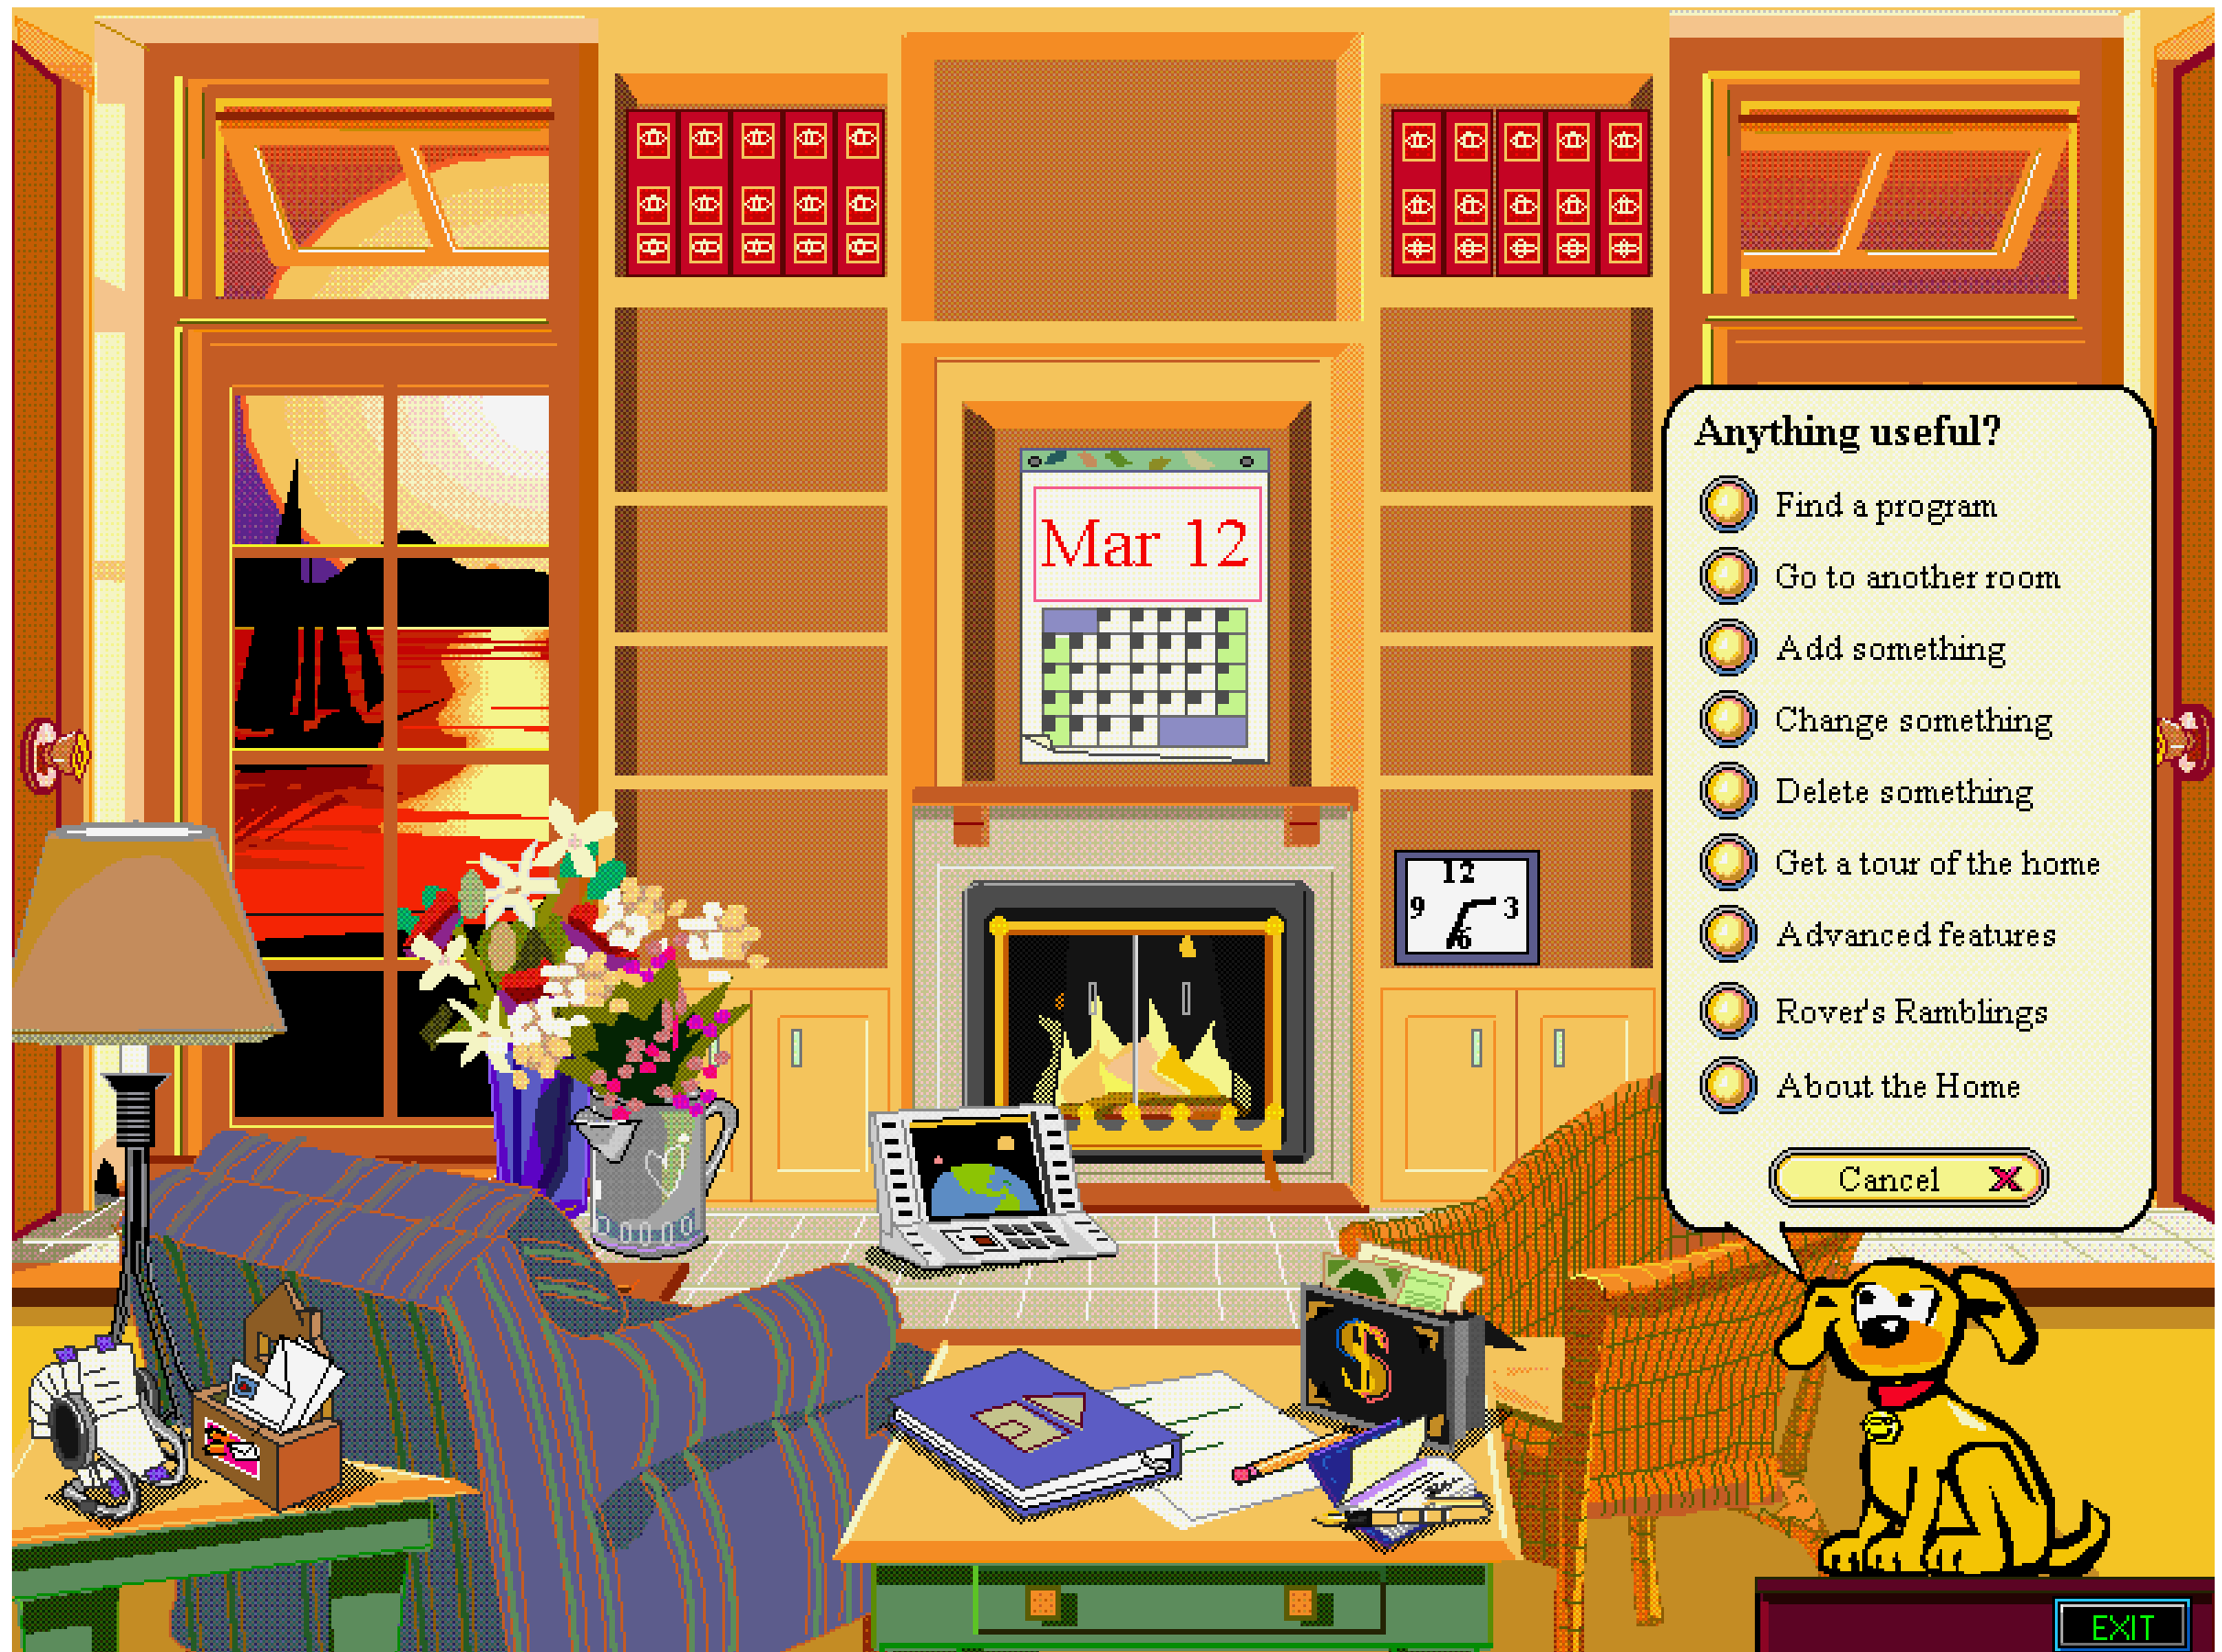 Mar 12
Anything useful?
Find a program
Go to another room
Add something
Change something
Delete something
Get a tour of the home
Advanced features
Rover's Ramblings
About the Home
Cancel
12
9 3
6
$
EXIT